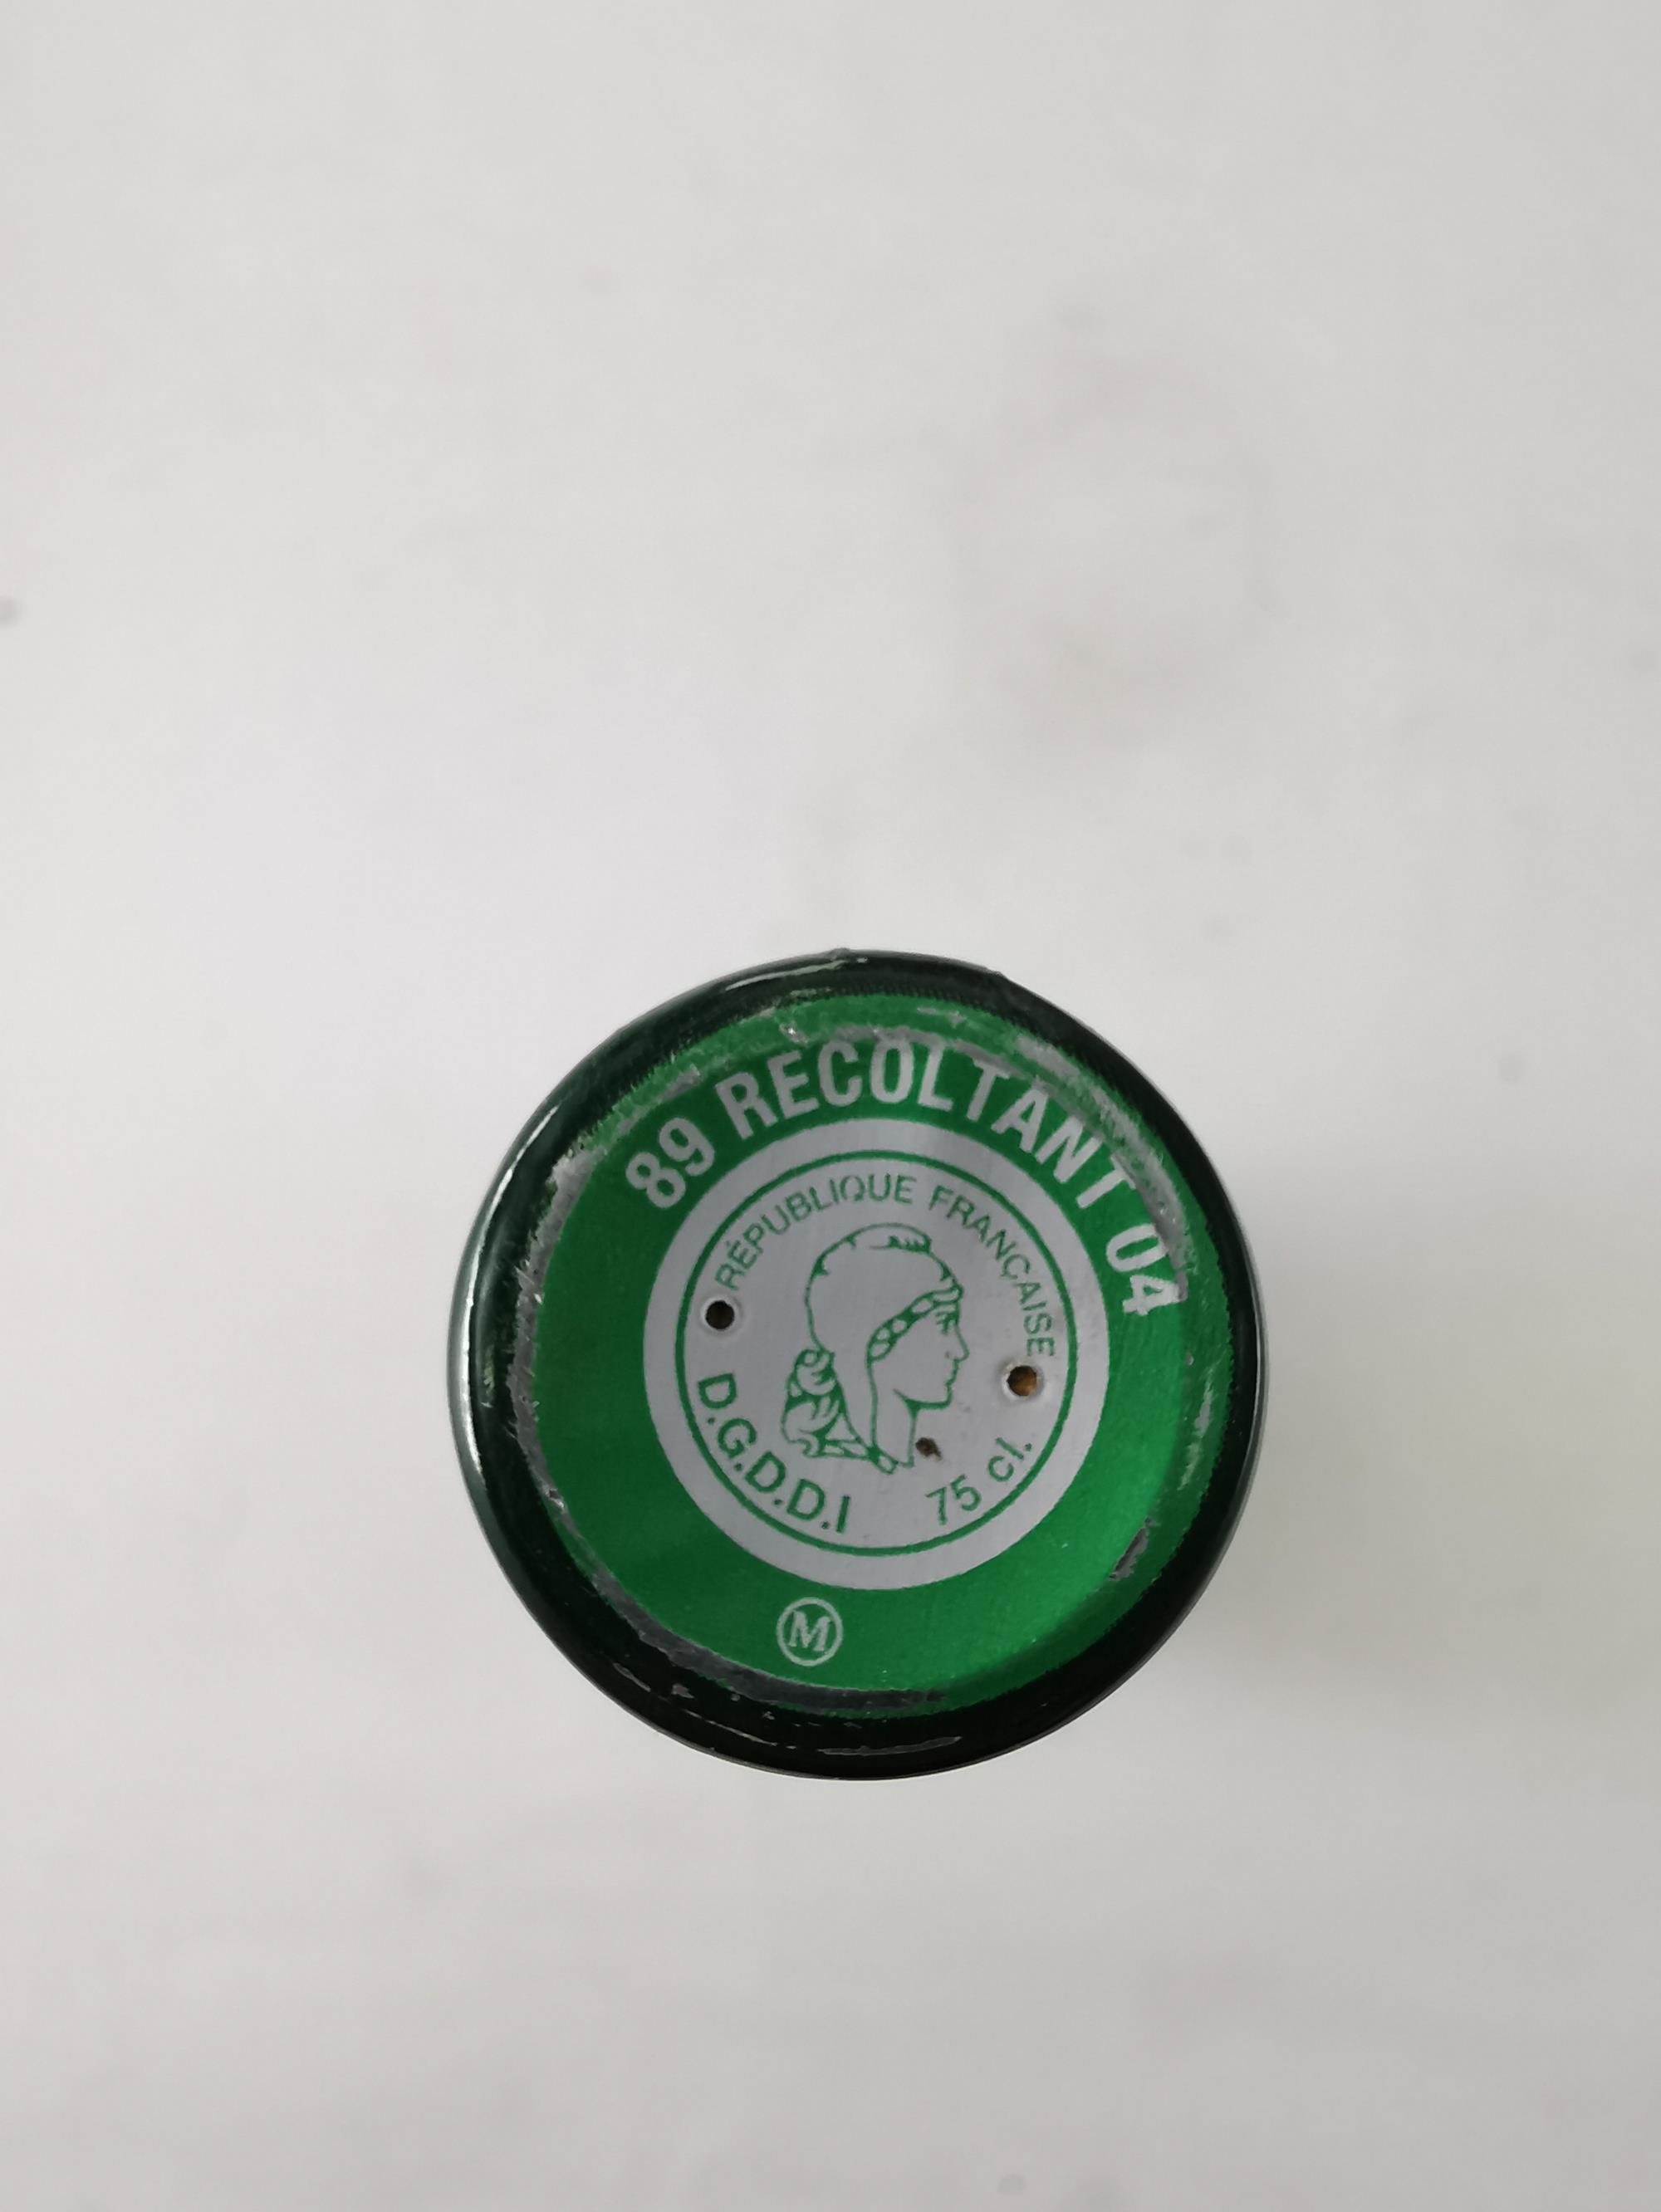 89 RECOLTANT 04
RÉPUBLIQUE FRANÇAISE
D.G.D.D.I
75 cl.
M